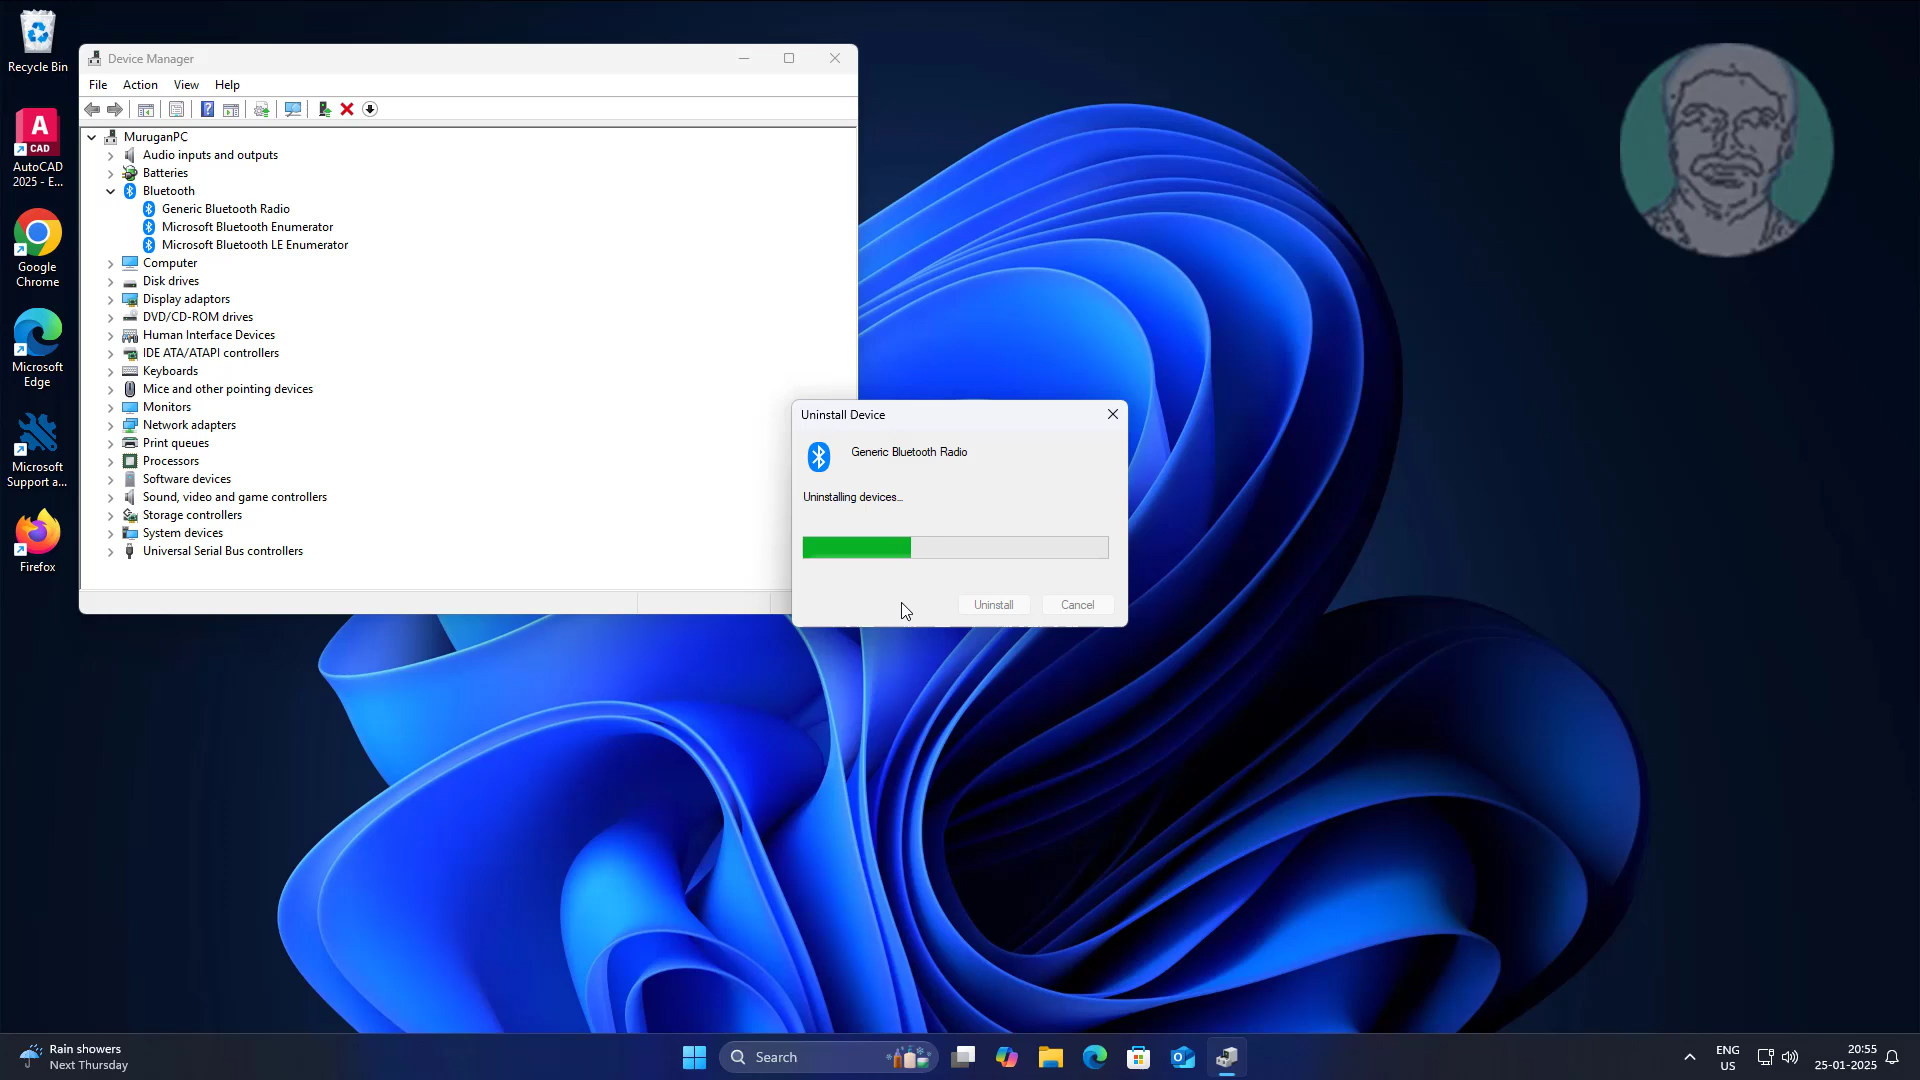 Recycle Bin
A
CAD
AutoCAD
2025 - E...
Google
Chrome
Microsoft
Edge
Microsoft
Support a...
Firefox
Device Manager
File Action View Help
MuruganPC
Audio inputs and outputs
Batteries
Bluetooth
Generic Bluetooth Radio
Microsoft Bluetooth Enumerator
Microsoft Bluetooth LE Enumerator
Computer
Disk drives
Display adaptors
DVD/CD-ROM drives
Human Interface Devices
IDE ATA/ATAPI controllers
Keyboards
Mice and other pointing devices
Monitors
Network adapters
Print queues
Processors
Software devices
Sound, video and game controllers
Storage controllers
System devices
Universal Serial Bus controllers
Uninstall Device
Generic Bluetooth Radio
Uninstalling devices...
Uninstall Cancel
Rain showers
Next Thursday
Search
ENG
US
20:55
25-01-2025